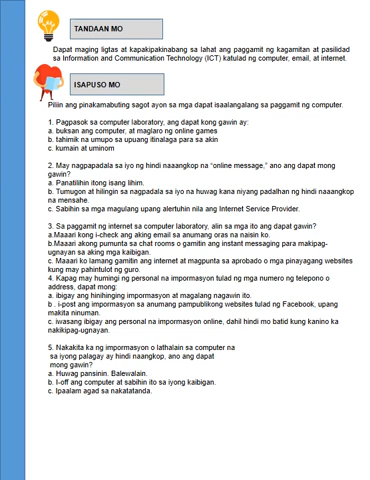 TANDAAN MO
Dapat maging ligtas at kapakipakinabang sa lahat ang paggamit ng kagamitan at pasilidad
sa Information and Communication Technology (ICT) katulad ng computer, email, at internet.
ISAPUSO MO
Piliin ang pinakamabuting sagot ayon sa mga dapat isaalangalang sa paggamit ng computer.
1. Pagpasok sa computer laboratory, ang dapat kong gawin ay:
a. buksan ang computer, at maglaro ng online games
b. tahimik na umupo sa upuang itinalaga para sa akin
c. kumain at uminom
2. May nagpapadala sa iyo ng hindi naaangkop na “online message,” ano ang dapat mong
gawin?
a. Panatilihin itong isang lihim.
b. Tumugon at hilingin sa nagpadala sa iyo na huwag kana niyang padalhan ng hindi naaangkop
na mensahe.
c. Sabihin sa mga magulang upang alertuhin nila ang Internet Service Provider.
3. Sa paggamit ng internet sa computer laboratory, alin sa mga ito ang dapat gawin?
a.Maaari kong i-check ang aking email sa anumang oras na naisin ko.
b.Maaari akong pumunta sa chat rooms o gamitin ang instant messaging para makipag-
ugnayan sa aking mga kaibigan.
c. Maaari ko lamang gamitin ang internet at magpunta sa aprobado o mga pinayagang websites
kung may pahintulot ng guro.
4. Kapag may humingi ng personal na impormasyon tulad ng mga numero ng telepono o
address, dapat mong:
a. ibigay ang hinihinging impormasyon at magalang nagawin ito.
b . i-post ang impormasyon sa anumang pampublikong websites tulad ng Facebook, upang
makita ninuman.
c. iwasang ibigay ang personal na impormasyon online, dahil hindi mo batid kung kanino ka
nakikipag-ugnayan.
5. Nakakita ka ng impormasyon o lathalain sa computer na
sa iyong palagay ay hindi naangkop, ano ang dapat
mong gawin?
a. Huwag pansinin. Balewalain.
b. I-off ang computer at sabihin ito sa iyong kaibigan.
c. Ipaalam agad sa nakatatanda.